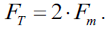 F_T = 2 · F_m .